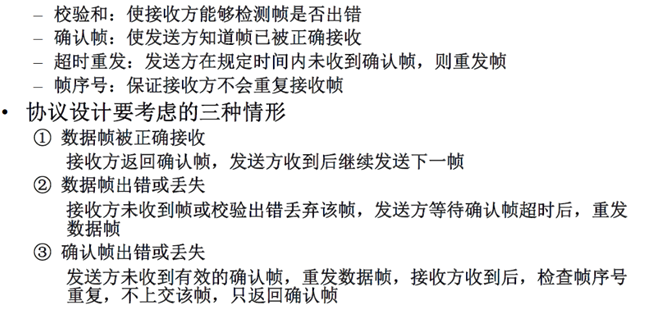 – 校验和：使接收方能够检测帧是否出错
– 确认帧：使发送方知道帧已被正确接收
– 超时重发：发送方在规定时间内未收到确认帧，则重发帧
– 帧序号：保证接收方不会重复接收帧
• 协议设计要考虑的三种情形
① 数据帧被正确接收
接收方返回确认帧，发送方收到后继续发送下一帧
② 数据帧出错或丢失
接收方未收到帧或校验出错丢弃该帧，发送方等待确认帧超时后，重发
数据帧
③ 确认帧出错或丢失
发送方未收到有效的确认帧，重发数据帧，接收方收到后，检查帧序号
重复，不上交该帧，只返回确认帧